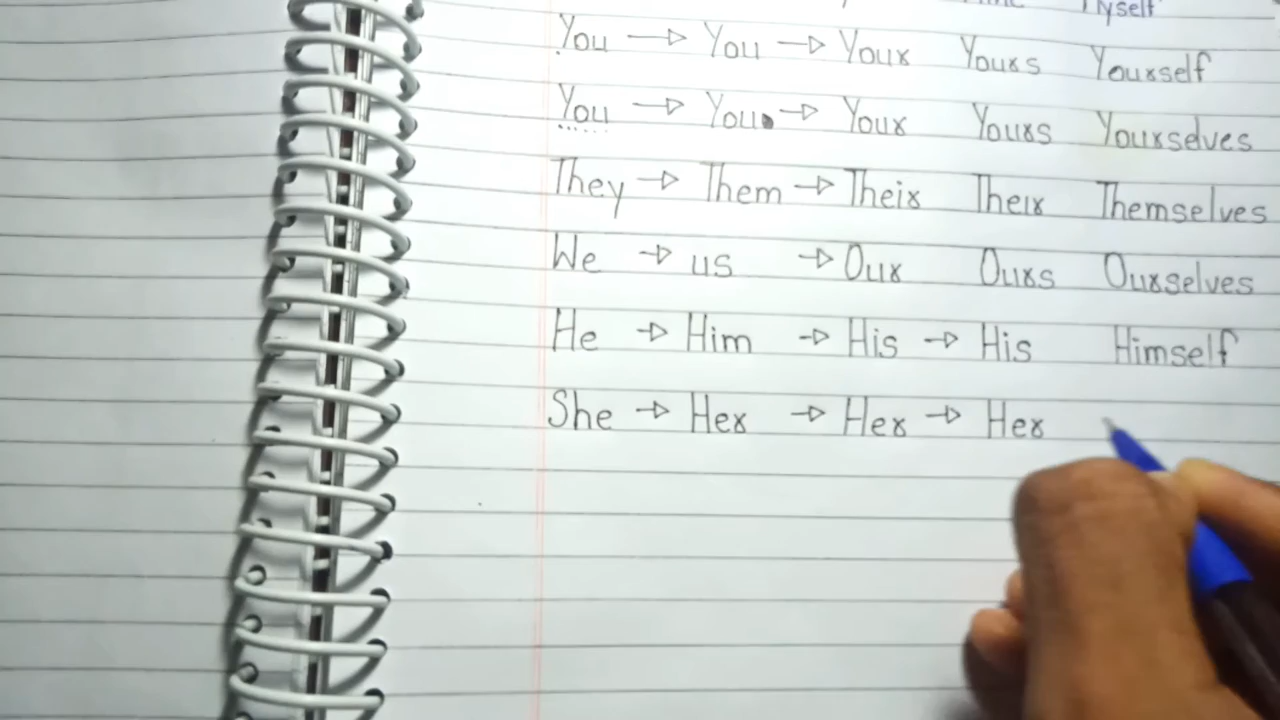 Myself
You → You → Your Yours Yourself
You → You → Your Yours Yourselves
They → Them → Their Their Themselves
We → us → Our Ours Ourselves
He → Him → His → His Himself
She → Her → Her → Her